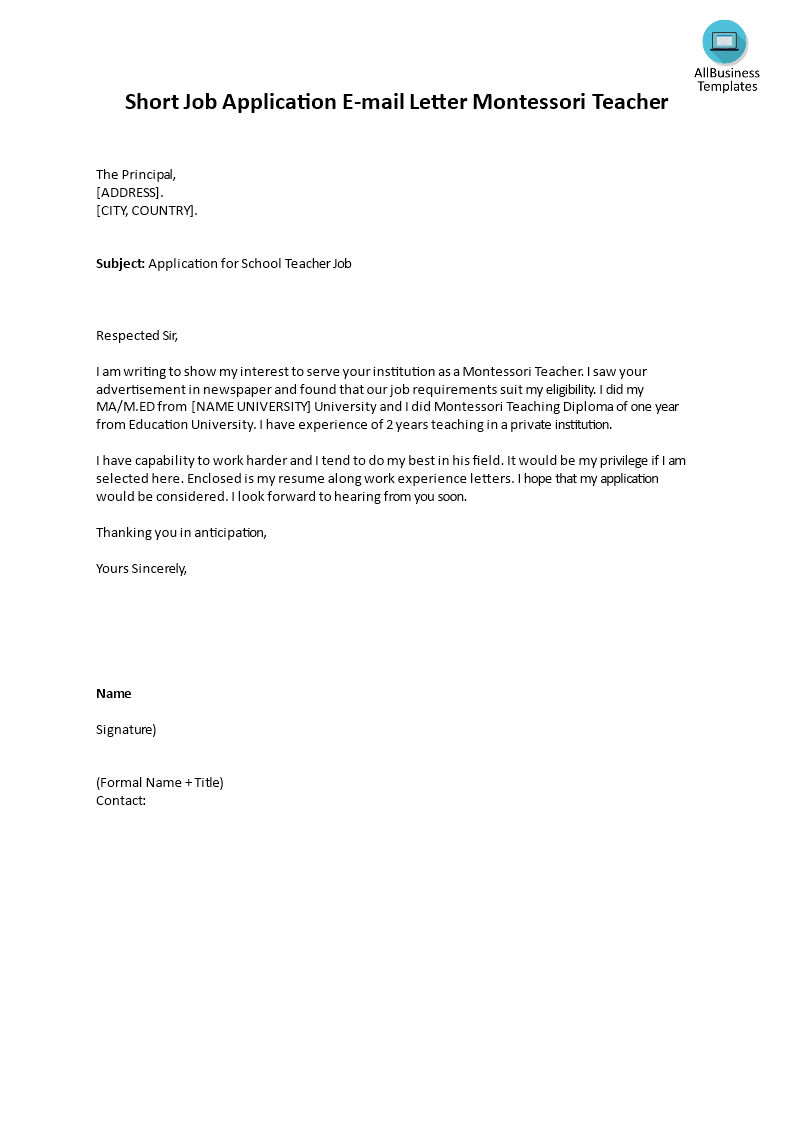 AllBusiness
Templates
Short Job Application E-mail Letter Montessori Teacher
The Principal,
[ADDRESS].
[CITY, COUNTRY].
Subject: Application for School Teacher Job
Respected Sir,
I am writing to show my interest to serve your institution as a Montessori Teacher. I saw your
advertisement in newspaper and found that our job requirements suit my eligibility. I did my
MA/M.ED from [NAME UNIVERSITY] University and I did Montessori Teaching Diploma of one year
from Education University. I have experience of 2 years teaching in a private institution.
I have capability to work harder and I tend to do my best in his field. It would be my privilege if I am
selected here. Enclosed is my resume along work experience letters. I hope that my application
would be considered. I look forward to hearing from you soon.
Thanking you in anticipation,
Yours Sincerely,
Name
Signature)
(Formal Name + Title)
Contact: